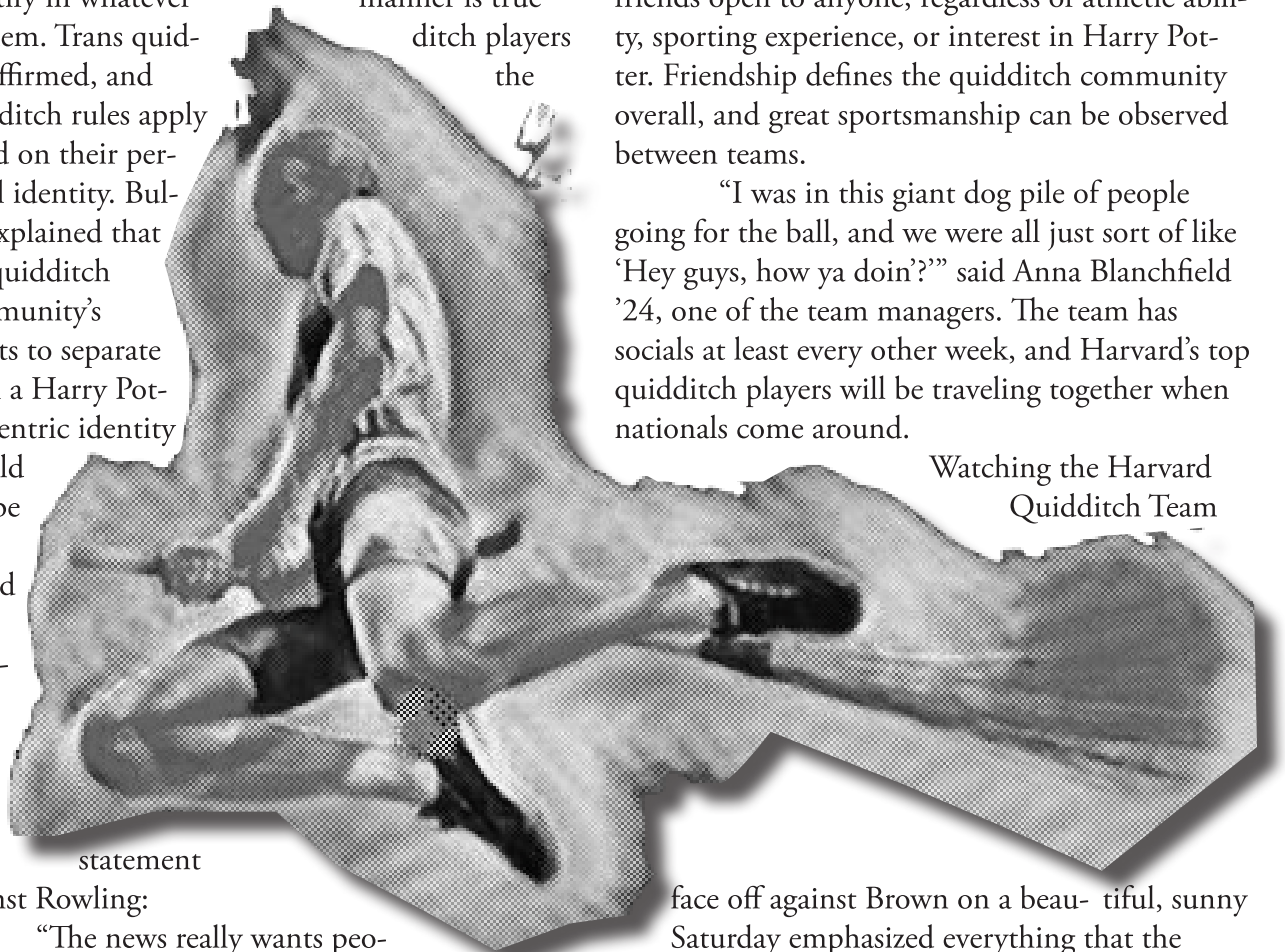 tify in whatever manner is true
em. Trans quid- ditch players
ffirmed, and the
ditch rules apply
d on their per-
l identity. Bul-
xplained that
quidditch
munity's
ts to separate
a Harry Pot-
entric identity
ld
be
d
-
statement
nst Rowling:
“The news really wants peo-
friends open to anyone, regardless of athletic abili-
ty, sporting experience, or interest in Harry Pot-
ter. Friendship defines the quidditch community
overall, and great sportsmanship can be observed
between teams.
“I was in this giant dog pile of people
going for the ball, and we were all just sort of like
‘Hey guys, how ya doin’?’” said Anna Blanchfield
’24, one of the team managers. The team has
socials at least every other week, and Harvard’s top
quidditch players will be traveling together when
nationals come around.
Watching the Harvard
Quidditch Team
face off against Brown on a beau- tiful, sunny
Saturday emphasized everything that the